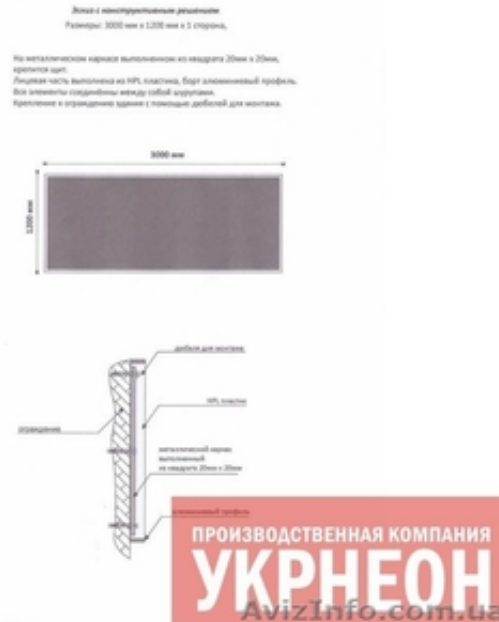 Эскиз с конструктивным решением
Размеры: 3000 мм х 1200 мм х 1 сторона,
На металлическом каркасе выполненном из квадрата 20мм х 20мм,
крепится щит.
Лицевая часть выполнена из HPL пластика, борт алюминиевый профиль.
Все элементы соединённы между собой шурупами.
Крепление к ограждению здания с помощью дюбелей для монтажа.
3000 мм
1200 мм
дюбеля для монтажа
HPL пластик
ограждение
металлический каркас
выполненный
из квадрата 20мм х 20мм
алюминиевый профиль
ПРОИЗВОДСТВЕННАЯ КОМПАНИЯ
УКРНЕОН
AvizInfo.com.ua